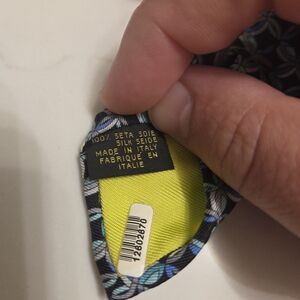 100% SETA SOIE
SILK SEIDE
MADE IN ITALY
FABRIQUE EN
ITALIE
12802870